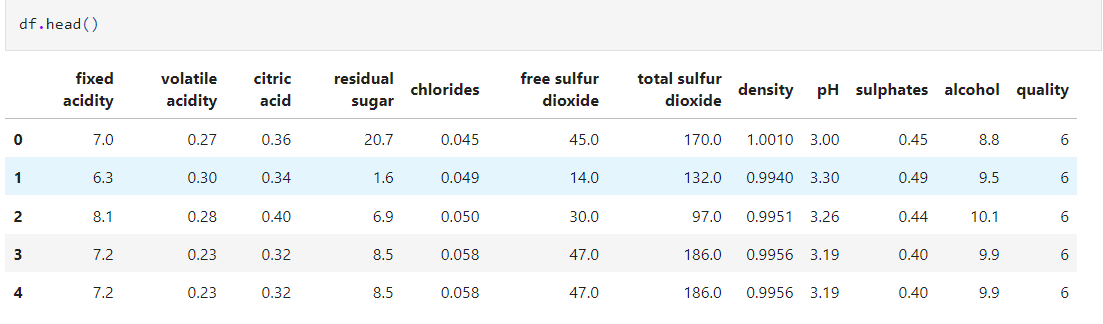 df.head()
fixed acidity volatile acidity citric acid residual sugar chlorides free sulfur dioxide total sulfur dioxide density pH sulphates alcohol quality
0 7.0 0.27 0.36 20.7 0.045 45.0 170.0 1.0010 3.00 0.45 8.8 6
1 6.3 0.30 0.34 1.6 0.049 14.0 132.0 0.9940 3.30 0.49 9.5 6
2 8.1 0.28 0.40 6.9 0.050 30.0 97.0 0.9951 3.26 0.44 10.1 6
3 7.2 0.23 0.32 8.5 0.058 47.0 186.0 0.9956 3.19 0.40 9.9 6
4 7.2 0.23 0.32 8.5 0.058 47.0 186.0 0.9956 3.19 0.40 9.9 6